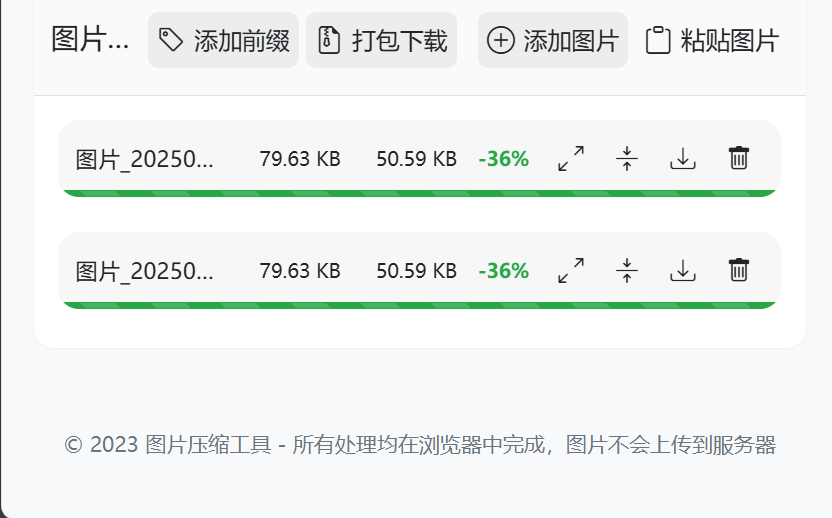 图片... 添加前缀 打包下载 添加图片 粘贴图片
图片_20250... 79.63 KB 50.59 KB -36%
图片_20250... 79.63 KB 50.59 KB -36%
© 2023 图片压缩工具 - 所有处理均在浏览器中完成，图片不会上传到服务器